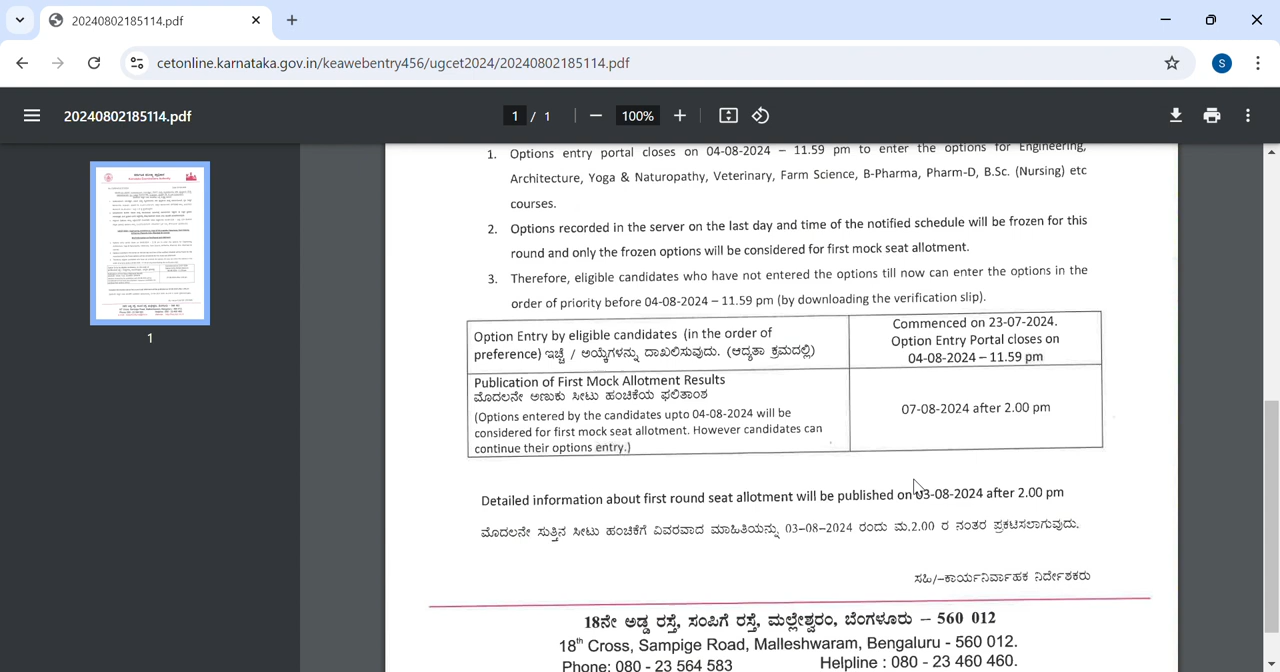 20240802185114.pdf
cetonline.karnataka.gov.in/keawebentry456/ugcet2024/20240802185114.pdf
S
20240802185114.pdf
1 / 1
100%
1
1. Options entry portal closes on 04-08-2024 – 11.59 pm to enter the options for Engineering,
Architecture, Yoga & Naturopathy, Veterinary, Farm Science, B-Pharma, Pharm-D, B.Sc. (Nursing) etc
courses.
2. Options recorded in the server on the last day and time of the notified schedule will be frozen for this
round and only the frozen options will be considered for first mock seat allotment.
3. Therefore, eligible candidates who have not entered the options till now can enter the options in the
order of priority before 04-08-2024 – 11.59 pm (by downloading the verification slip).
Option Entry by eligible candidates (in the order of
preference) ಇಚ್ಛೆ / ಆಯ್ಕೆಗಳನ್ನು ದಾಖಲಿಸುವುದು. (ಆದ್ಯತಾ ಕ್ರಮದಲ್ಲಿ)
Commenced on 23-07-2024.
Option Entry Portal closes on
04-08-2024 – 11.59 pm
Publication of First Mock Allotment Results
ಮೊದಲನೇ ಅಣುಕು ಸೀಟು ಹಂಚಿಕೆಯ ಫಲಿತಾಂಶ
(Options entered by the candidates upto 04-08-2024 will be
considered for first mock seat allotment. However candidates can
continue their options entry.)
07-08-2024 after 2.00 pm
Detailed information about first round seat allotment will be published on 03-08-2024 after 2.00 pm
ಮೊದಲನೇ ಸುತ್ತಿನ ಸೀಟು ಹಂಚಿಕೆಗೆ ವಿವರವಾದ ಮಾಹಿತಿಯನ್ನು 03-08-2024 ರಂದು ಮ.2.00 ರ ನಂತರ ಪ್ರಕಟಿಸಲಾಗುವುದು.
ಸಹಿ/-ಕಾರ್ಯನಿರ್ವಾಹಕ ನಿರ್ದೇಶಕರು
18ನೇ ಅಡ್ಡ ರಸ್ತೆ, ಸಂಪಿಗೆ ರಸ್ತೆ, ಮಲ್ಲೇಶ್ವರಂ, ಬೆಂಗಳೂರು – 560 012
18th Cross, Sampige Road, Malleshwaram, Bengaluru - 560 012.
Phone: 080 - 23 564 583 Helpline : 080 - 23 460 460.